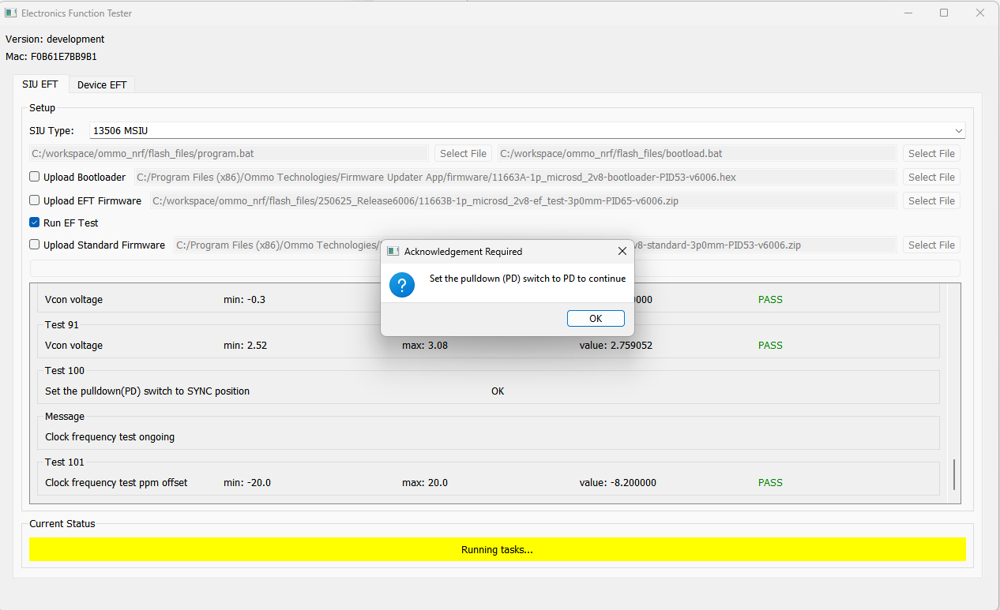 Electronics Function Tester
Version: development
Mac: F0B61E7BB9B1
SIU EFT Device EFT
Setup
SIU Type: 13506 MSIU
C:/workspace/ommo_nrf/flash_files/program.bat Select File C:/workspace/ommo_nrf/flash_files/bootload.bat Select File
Upload Bootloader C:/Program Files (x86)/Ommo Technologies/Firmware Updater App/firmware/11663A-1p_microsd_2v8-bootloader-PID53-v6006.hex Select File
Upload EFT Firmware C:/workspace/ommo_nrf/flash_files/250625_Release6006/11663B-1p_microsd_2v8-ef_test-3p0mm-PID65-v6006.zip Select File
Run EF Test
Upload Standard Firmware C:/Program Files (x86)/Ommo Technologies/ v8-standard-3p0mm-PID53-v6006.zip Select File
Acknowledgement Required
Set the pulldown (PD) switch to PD to continue
OK
Vcon voltage min: -0.3 000 PASS
Test 91
Vcon voltage min: 2.52 max: 3.08 value: 2.759052 PASS
Test 100
Set the pulldown(PD) switch to SYNC position OK
Message
Clock frequency test ongoing
Test 101
Clock frequency test ppm offset min: -20.0 max: 20.0 value: -8.200000 PASS
Current Status
Running tasks...